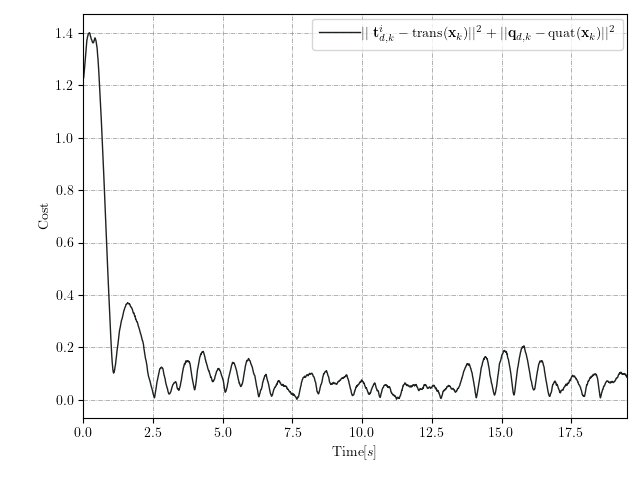 || t^i_{d,k} − trans(x_k)||^2 + ||q_{d,k} − quat(x_k)||^2
1.4
1.2
1.0
0.8
0.6
0.4
0.2
0.0
Cost
0.0 2.5 5.0 7.5 10.0 12.5 15.0 17.5
Time[s]